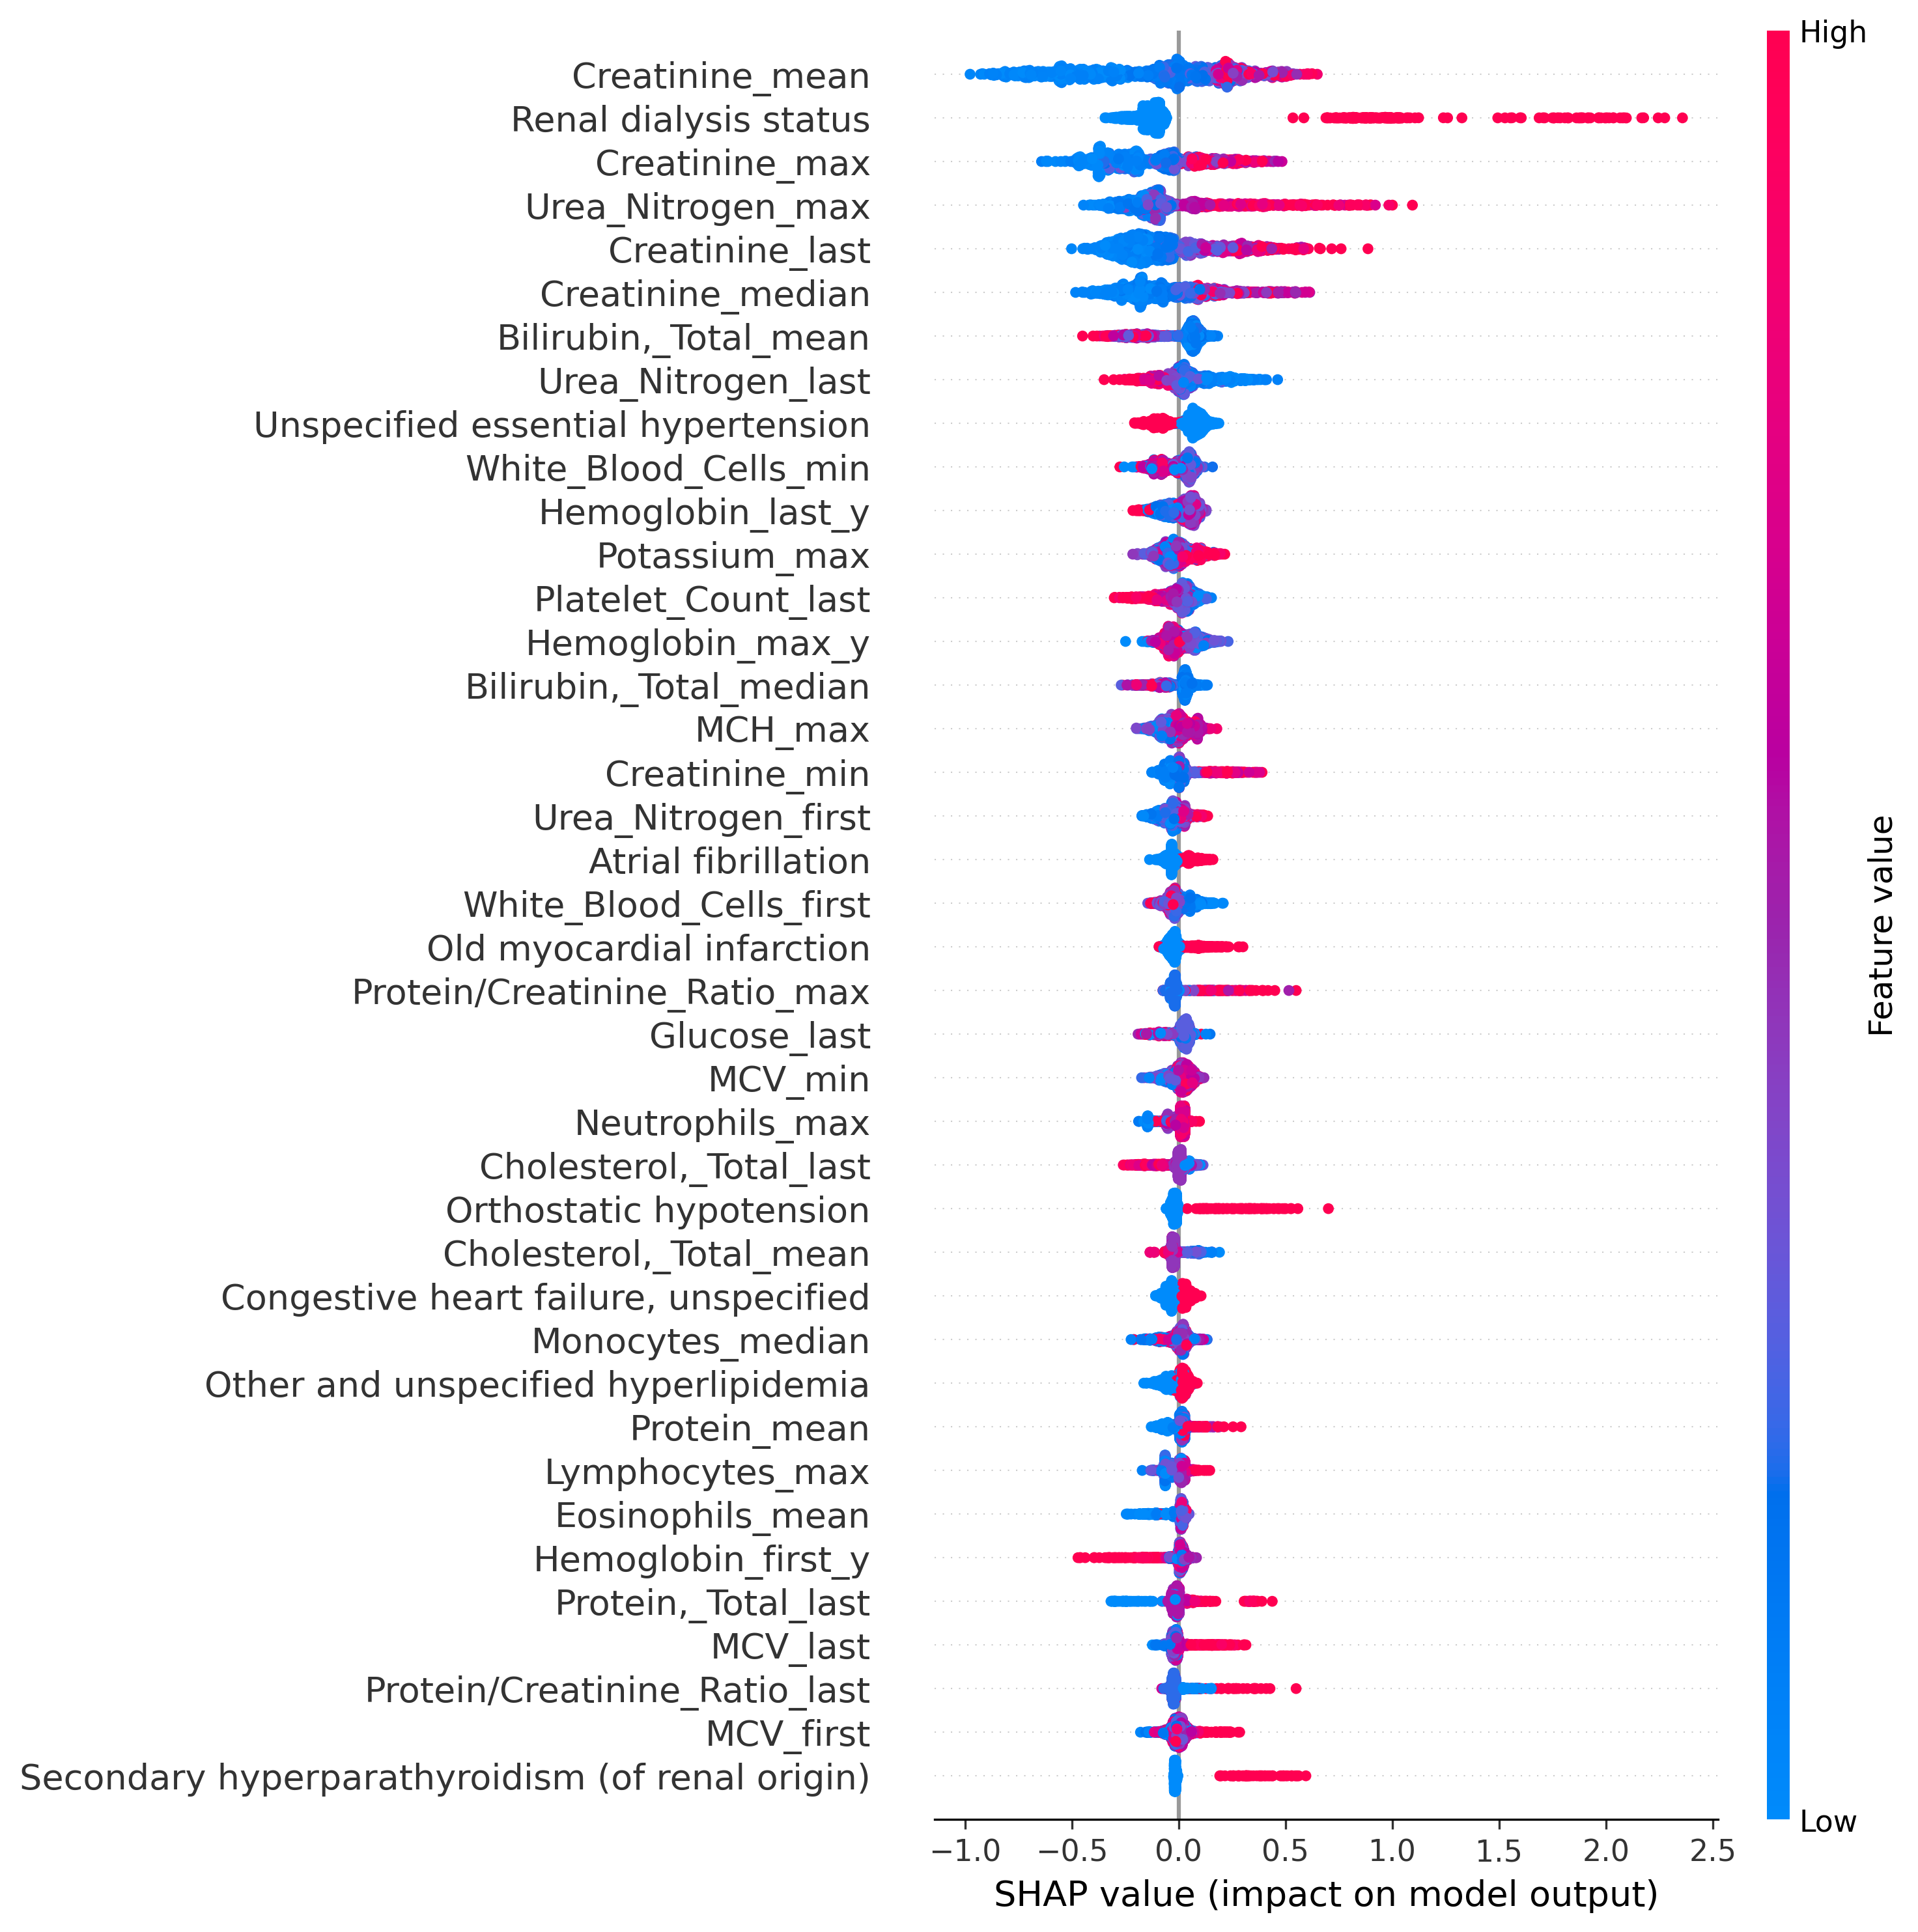 High
Creatinine_mean
Renal dialysis status
Creatinine_max
Urea_Nitrogen_max
Creatinine_last
Creatinine_median
Bilirubin,_Total_mean
Urea_Nitrogen_last
Unspecified essential hypertension
White_Blood_Cells_min
Hemoglobin_last_y
Potassium_max
Platelet_Count_last
Hemoglobin_max_y
Bilirubin,_Total_median
MCH_max
Creatinine_min
Urea_Nitrogen_first
Atrial fibrillation
White_Blood_Cells_first
Old myocardial infarction
Protein/Creatinine_Ratio_max
Glucose_last
MCV_min
Neutrophils_max
Cholesterol,_Total_last
Orthostatic hypotension
Cholesterol,_Total_mean
Congestive heart failure, unspecified
Monocytes_median
Other and unspecified hyperlipidemia
Protein_mean
Lymphocytes_max
Eosinophils_mean
Hemoglobin_first_y
Protein,_Total_last
MCV_last
Protein/Creatinine_Ratio_last
MCV_first
Secondary hyperparathyroidism (of renal origin)
Feature value
Low
−1.0 −0.5 0.0 0.5 1.0 1.5 2.0 2.5
SHAP value (impact on model output)